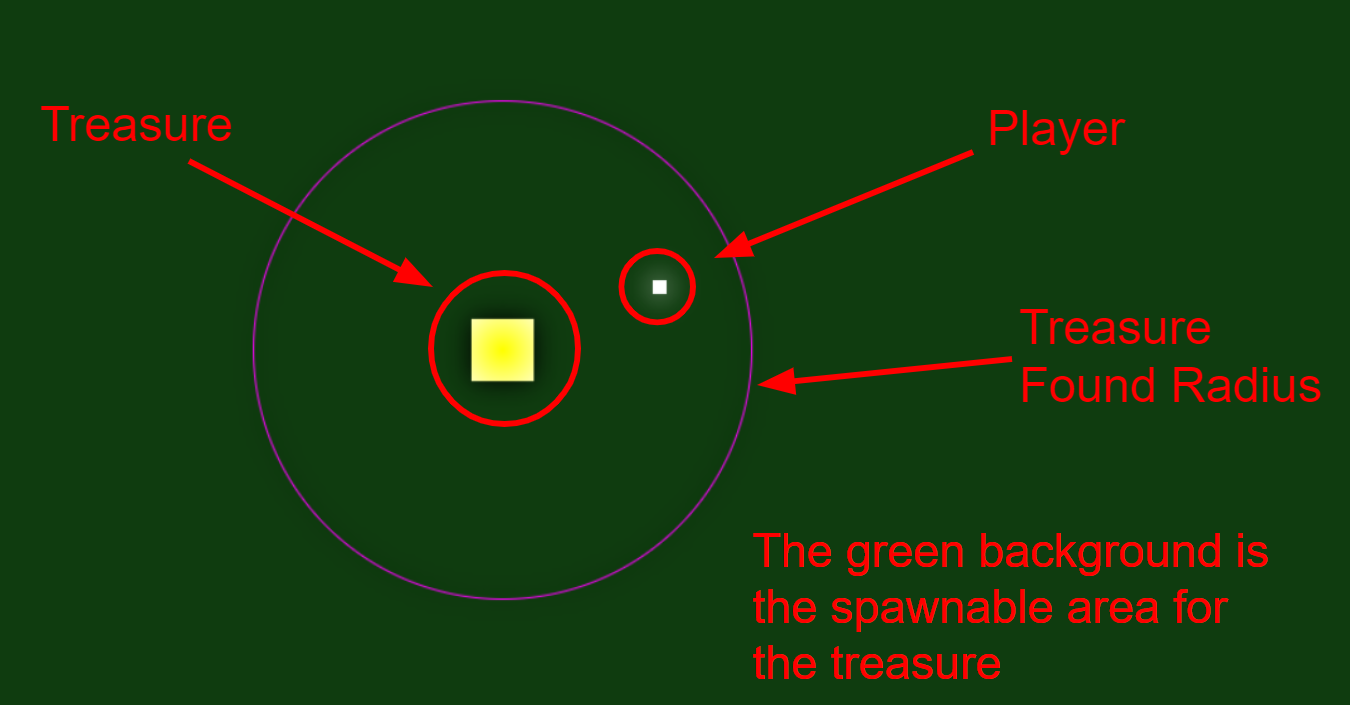 Treasure
Player
Treasure
Found Radius
The green background is
the spawnable area for
the treasure